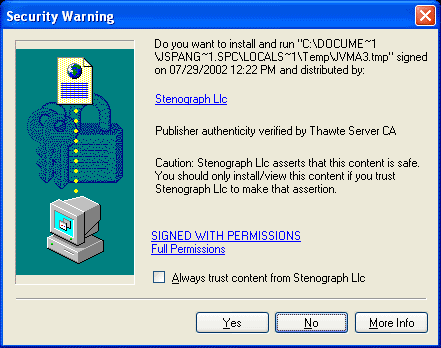 Security Warning
Do you want to install and run "C:\DOCUME~1
\JSPANG~1.SPC\LOCALS~1\Temp\JVMA3.tmp" signed
on 07/29/2002 12:22 PM and distributed by:
Stenograph Llc
Publisher authenticity verified by Thawte Server CA
Caution: Stenograph Llc asserts that this content is safe.
You should only install/view this content if you trust
Stenograph Llc to make that assertion.
SIGNED WITH PERMISSIONS
Full Permissions
Always trust content from Stenograph Llc
Yes
No
More Info